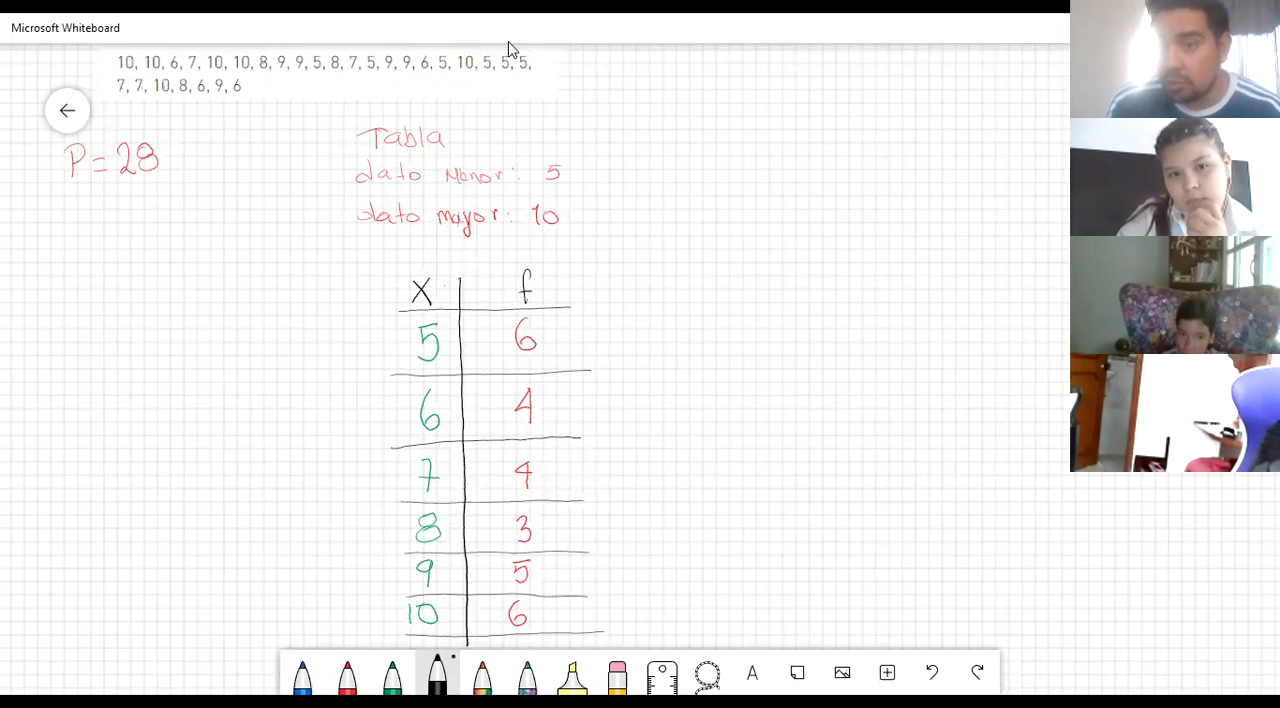 Microsoft Whiteboard
10, 10, 6, 7, 10, 10, 8, 9, 9, 5, 8, 7, 5, 9, 9, 6, 5, 10, 5, 5, 5,
7, 7, 10, 8, 6, 9, 6
P = 28
Tabla
dato Menor: 5
dato mayor: 10
X f
5 6
6 4
7 4
8 3
9 5
10 6
A